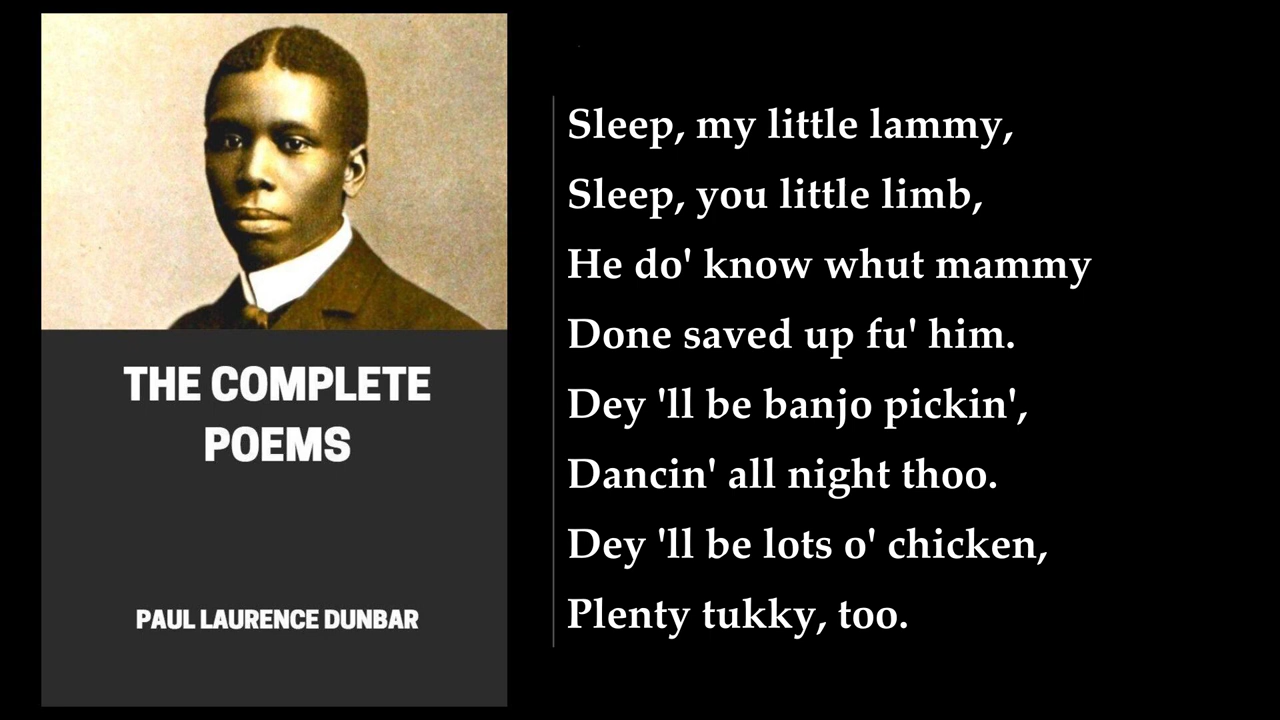 THE COMPLETE
POEMS
PAUL LAURENCE DUNBAR
Sleep, my little lammy,
Sleep, you little limb,
He do' know whut mammy
Done saved up fu' him.
Dey 'll be banjo pickin',
Dancin' all night thoo.
Dey 'll be lots o' chicken,
Plenty tukky, too.